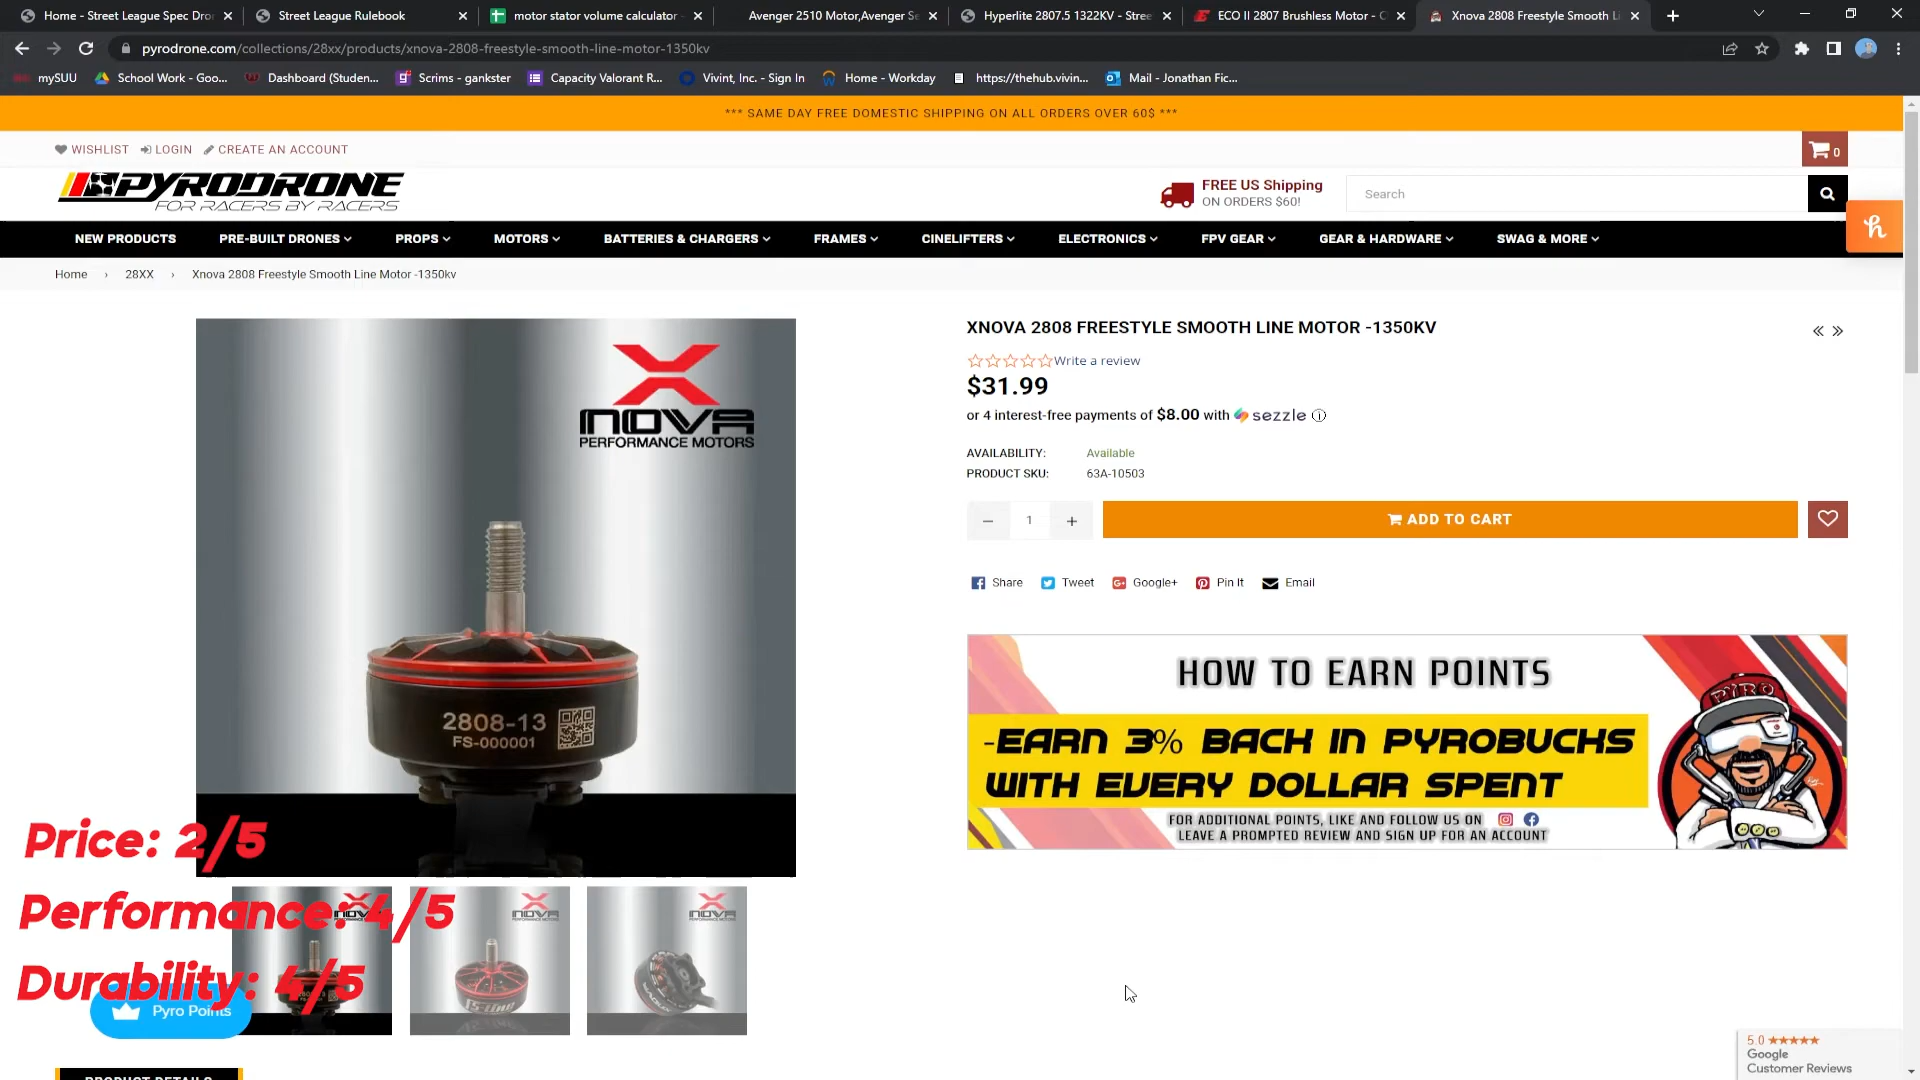 Home - Street League Spec Dro
Street League Rulebook
motor stator volume calculator
Avenger 2510 Motor,Avenger Se
Hyperlite 2807.5 1322KV - Stree
ECO II 2807 Brushless Motor - C
Xnova 2808 Freestyle Smooth Li
pyrodrone.com/collections/28xx/products/xnova-2808-freestyle-smooth-line-motor-1350kv
mySUU
School Work - Goo...
Dashboard (Studen...
Scrims - gankster
Capacity Valorant R...
Vivint, Inc. - Sign In
Home - Workday
https://thehub.vivin...
Mail - Jonathan Fic...
*** SAME DAY FREE DOMESTIC SHIPPING ON ALL ORDERS OVER 60$ ***
WISHLIST LOGIN CREATE AN ACCOUNT
0
PYRODRONE
FOR RACERS BY RACERS
FREE US Shipping
ON ORDERS $60!
Search
NEW PRODUCTS PRE-BUILT DRONES PROPS MOTORS BATTERIES & CHARGERS FRAMES CINELIFTERS ELECTRONICS FPV GEAR GEAR & HARDWARE SWAG & MORE
Home › 28XX › Xnova 2808 Freestyle Smooth Line Motor -1350kv
X
NOVA
PERFORMANCE MOTORS
2808-13
FS-000001
XNOVA 2808 FREESTYLE SMOOTH LINE MOTOR -1350KV
Write a review
$31.99
or 4 interest-free payments of $8.00 with sezzle
AVAILABILITY: Available
PRODUCT SKU: 63A-10503
− 1 +
ADD TO CART
Share Tweet Google+ Pin It Email
HOW TO EARN POINTS
-EARN 3% BACK IN PYROBUCKS
WITH EVERY DOLLAR SPENT
FOR ADDITIONAL POINTS, LIKE AND FOLLOW US ON
LEAVE A PROMPTED REVIEW AND SIGN UP FOR AN ACCOUNT
PYRO
Price: 2/5
Performance: 4/5
Durability: 4/5
Pyro Points
PRODUCT DETAILS
5.0 ★★★★★
Google
Customer Reviews